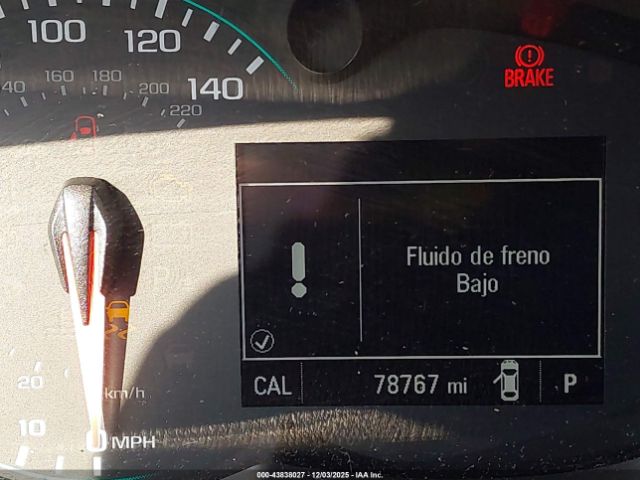 100
120
140
140 160 180 200 220
BRAKE
Fluido de freno
Bajo
20
km/h
10
0 MPH
CAL 78767 mi P
000-43838027 - 12/03/2025 - IAA Inc.